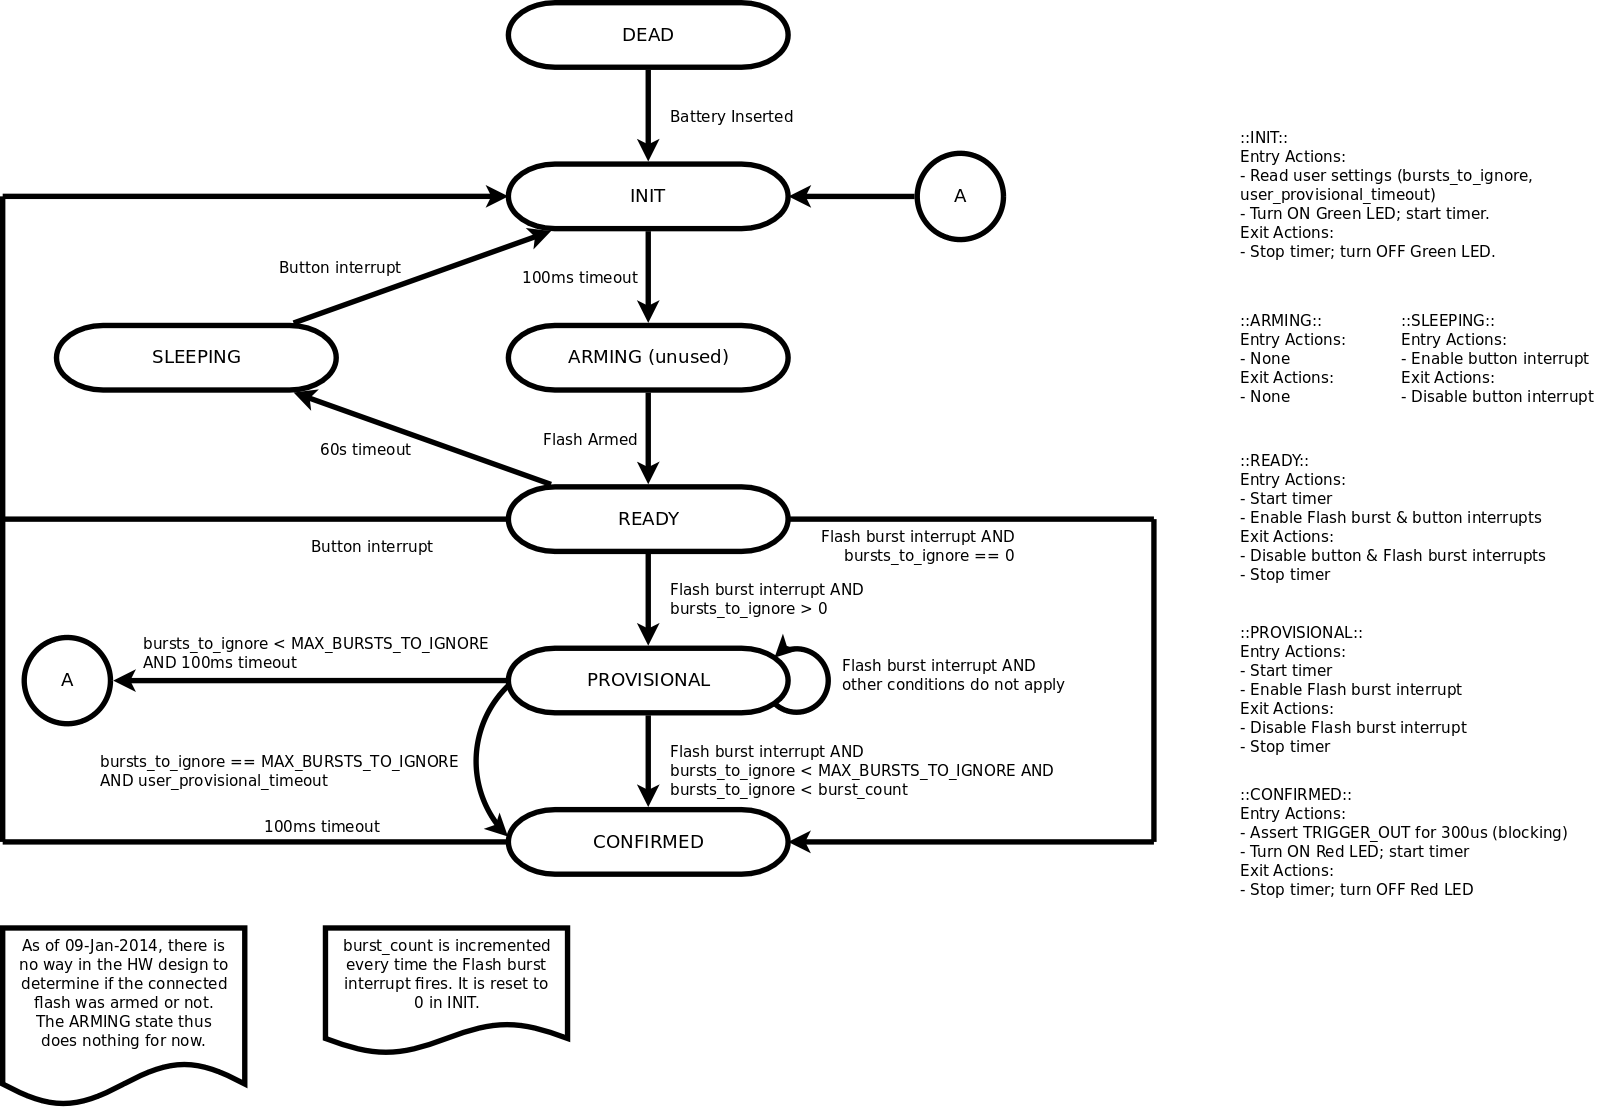 DEAD
Battery Inserted
INIT
A
Button interrupt
100ms timeout
SLEEPING
ARMING (unused)
60s timeout
Flash Armed
READY
Button interrupt
Flash burst interrupt AND
bursts_to_ignore == 0
Flash burst interrupt AND
bursts_to_ignore > 0
A
bursts_to_ignore < MAX_BURSTS_TO_IGNORE
AND 100ms timeout
PROVISIONAL
Flash burst interrupt AND
other conditions do not apply
bursts_to_ignore == MAX_BURSTS_TO_IGNORE
AND user_provisional_timeout
Flash burst interrupt AND
bursts_to_ignore < MAX_BURSTS_TO_IGNORE AND
bursts_to_ignore < burst_count
100ms timeout
CONFIRMED
::INIT::
Entry Actions:
- Read user settings (bursts_to_ignore,
user_provisional_timeout)
- Turn ON Green LED; start timer.
Exit Actions:
- Stop timer; turn OFF Green LED.
::ARMING::
Entry Actions:
- None
Exit Actions:
- None
::SLEEPING::
Entry Actions:
- Enable button interrupt
Exit Actions:
- Disable button interrupt
::READY::
Entry Actions:
- Start timer
- Enable Flash burst & button interrupts
Exit Actions:
- Disable button & Flash burst interrupts
- Stop timer
::PROVISIONAL::
Entry Actions:
- Start timer
- Enable Flash burst interrupt
Exit Actions:
- Disable Flash burst interrupt
- Stop timer
::CONFIRMED::
Entry Actions:
- Assert TRIGGER_OUT for 300us (blocking)
- Turn ON Red LED; start timer
Exit Actions:
- Stop timer; turn OFF Red LED
As of 09-Jan-2014, there is
no way in the HW design to
determine if the connected
flash was armed or not.
The ARMING state thus
does nothing for now.
burst_count is incremented
every time the Flash burst
interrupt fires. It is reset to
0 in INIT.